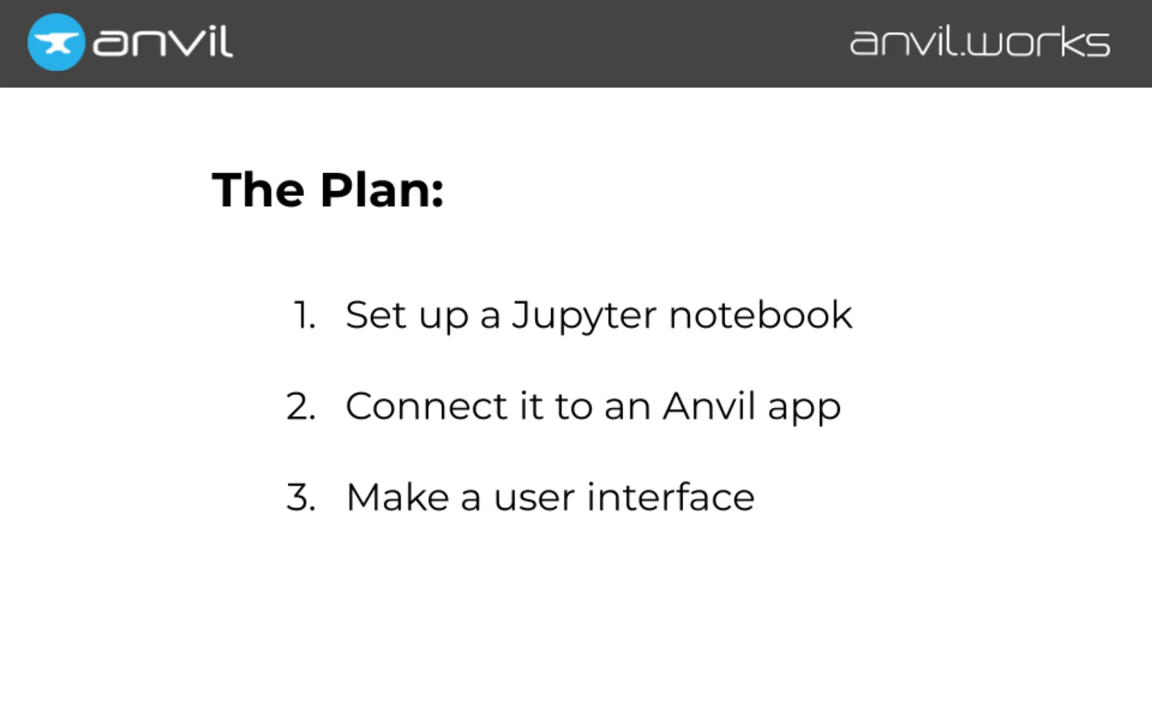 anvil
anvil.works
The Plan:
1. Set up a Jupyter notebook
2. Connect it to an Anvil app
3. Make a user interface